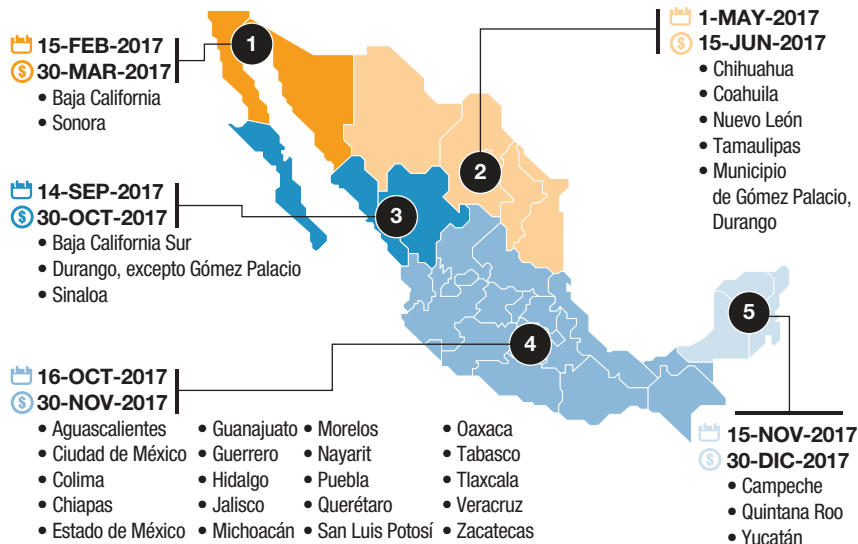 1
15-FEB-2017
$ 30-MAR-2017
• Baja California
• Sonora
2
1-MAY-2017
$ 15-JUN-2017
• Chihuahua
• Coahuila
• Nuevo León
• Tamaulipas
• Municipio
de Gómez Palacio,
Durango
3
14-SEP-2017
$ 30-OCT-2017
• Baja California Sur
• Durango, excepto Gómez Palacio
• Sinaloa
4
16-OCT-2017
$ 30-NOV-2017
• Aguascalientes
• Ciudad de México
• Colima
• Chiapas
• Estado de México
• Guanajuato
• Guerrero
• Hidalgo
• Jalisco
• Michoacán
• Morelos
• Nayarit
• Puebla
• Querétaro
• San Luis Potosí
• Oaxaca
• Tabasco
• Tlaxcala
• Veracruz
• Zacatecas
5
15-NOV-2017
$ 30-DIC-2017
• Campeche
• Quintana Roo
• Yucatán